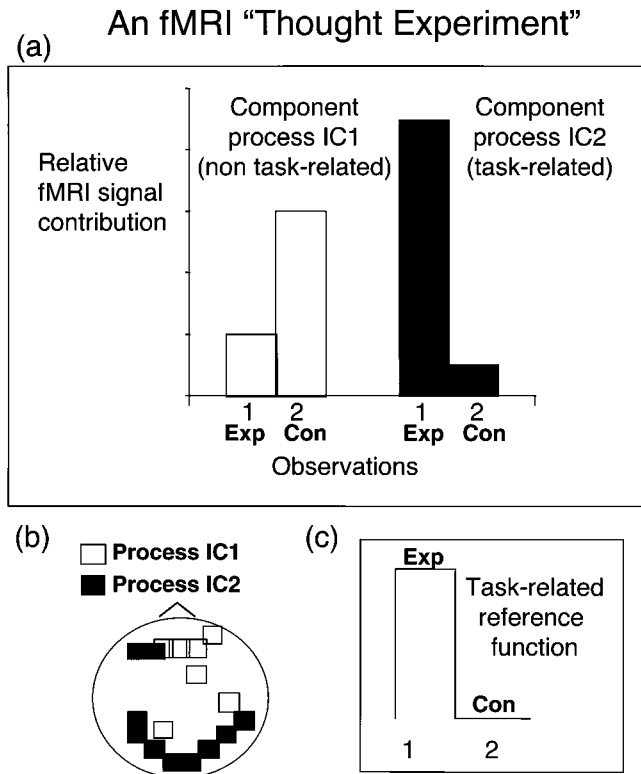 An fMRI “Thought Experiment”
(a)
Relative
fMRI signal
contribution
Component
process IC1
(non task-related)
Component
process IC2
(task-related)
1 2 1 2
Exp Con Exp Con
Observations
(b)
Process IC1
Process IC2
(c)
Exp
Task-related
reference
function
Con
1 2